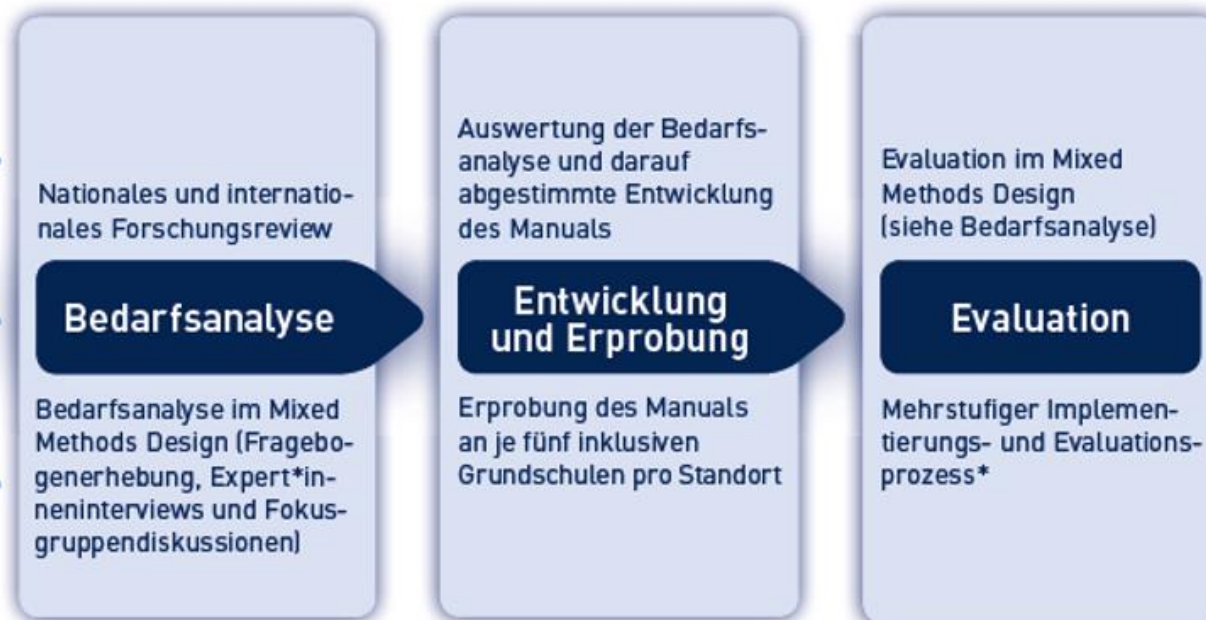 Nationales und internatio-
nales Forschungsreview
Bedarfsanalyse
Bedarfsanalyse im Mixed
Methods Design (Fragebo-
generhebung, Expert*in-
neninterviews und Fokus-
gruppendiskussionen)
Auswertung der Bedarfs-
analyse und darauf
abgestimmte Entwicklung
des Manuals
Entwicklung
und Erprobung
Erprobung des Manuals
an je fünf inklusiven
Grundschulen pro Standort
Evaluation im Mixed
Methods Design
(siehe Bedarfsanalyse)
Evaluation
Mehrstufiger Implemen-
tierungs- und Evaluations-
prozess*